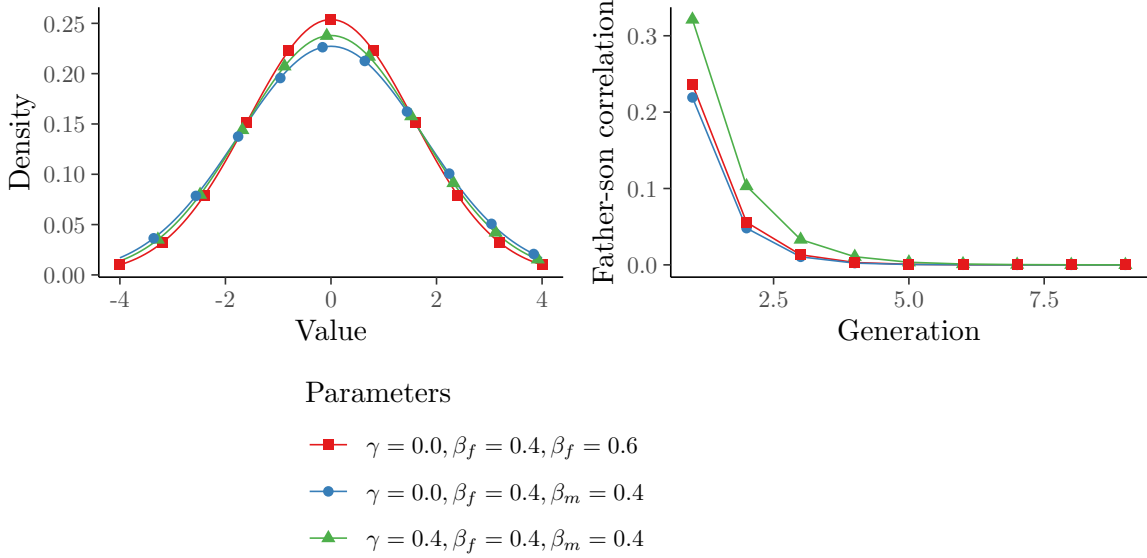 Density
0.25
0.20
0.15
0.10
0.05
0.00
-4 -2 0 2 4
Value
Father-son correlation
0.3
0.2
0.1
0.0
2.5 5.0 7.5
Generation
Parameters
γ = 0.0, β_f = 0.4, β_f = 0.6
γ = 0.0, β_f = 0.4, β_m = 0.4
γ = 0.4, β_f = 0.4, β_m = 0.4